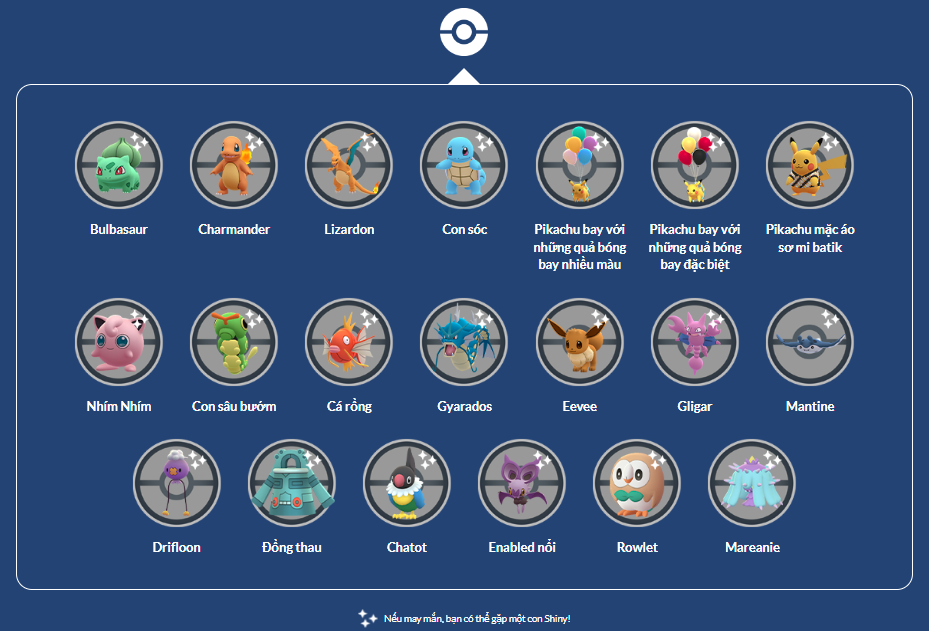 Bulbasaur
Charmander
Lizardon
Con sóc
Pikachu bay với
những quả bóng
bay nhiều màu
Pikachu bay với
những quả bóng
bay đặc biệt
Pikachu mặc áo
sơ mi batik
Nhím Nhím
Con sâu bướm
Cá rồng
Gyarados
Eevee
Gligar
Mantine
Drifloon
Đồng thau
Chatot
Enabled nổi
Rowlet
Mareanie
Nếu may mắn, bạn có thể gặp một con Shiny!